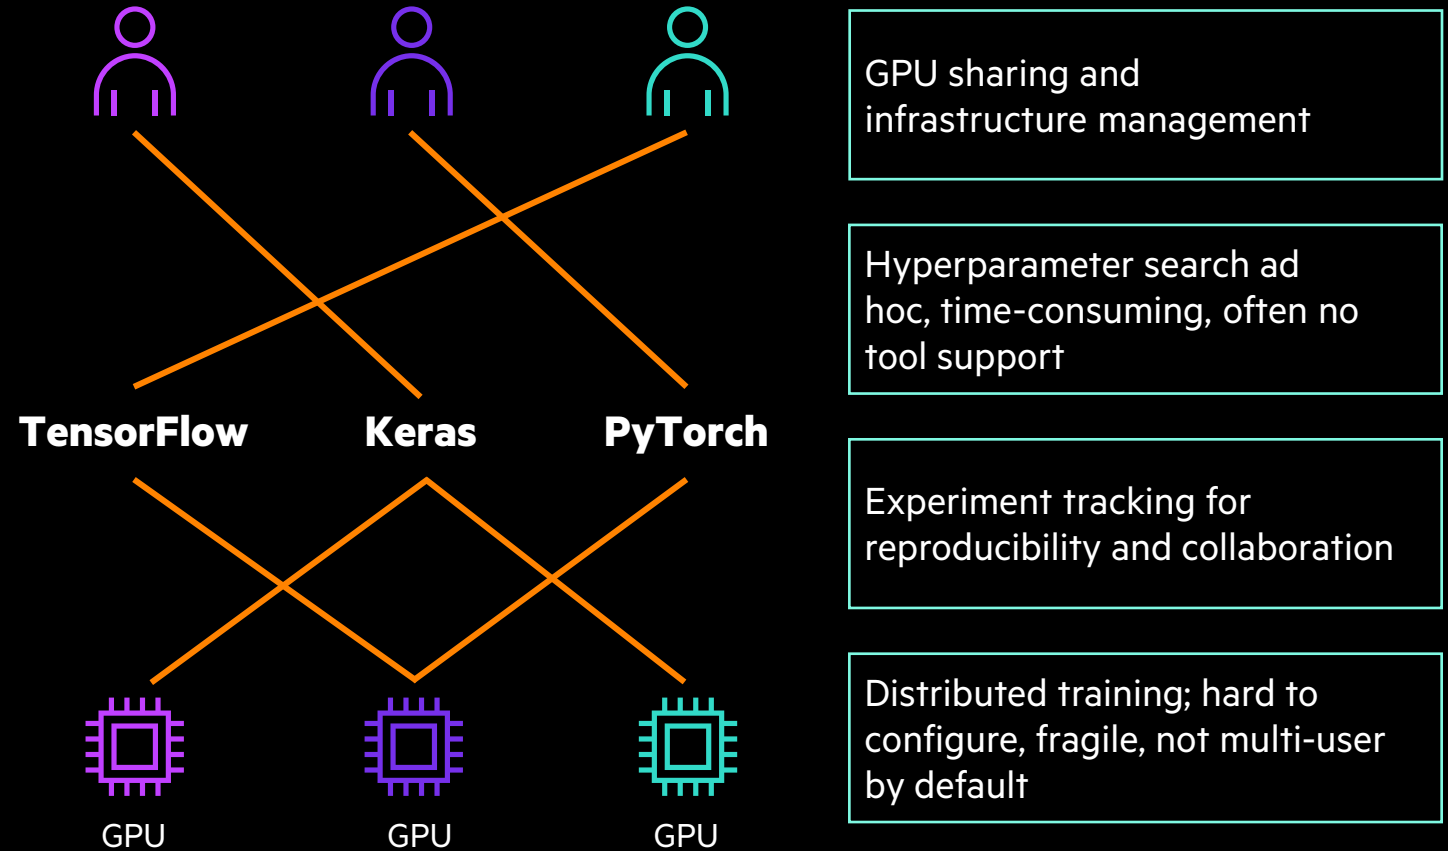 TensorFlow
Keras
PyTorch
GPU
GPU
GPU
GPU sharing and
infrastructure management
Hyperparameter search ad
hoc, time-consuming, often no
tool support
Experiment tracking for
reproducibility and collaboration
Distributed training; hard to
configure, fragile, not multi-user
by default